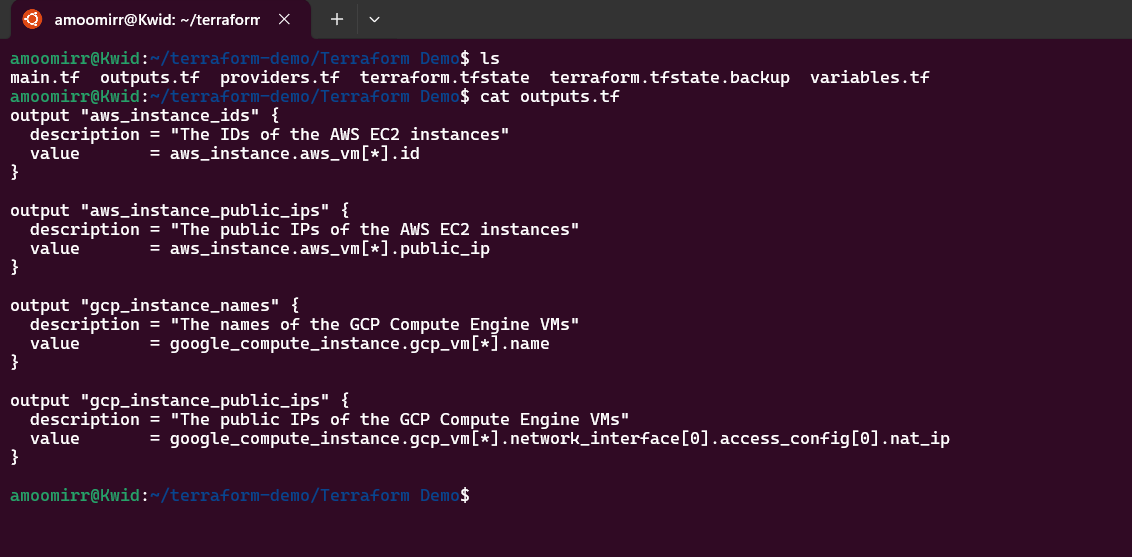 amoomirr@Kwid: ~/terraform
amoomirr@Kwid:~/terraform-demo/Terraform Demo$ ls
main.tf  outputs.tf  providers.tf  terraform.tfstate  terraform.tfstate.backup  variables.tf
amoomirr@Kwid:~/terraform-demo/Terraform Demo$ cat outputs.tf
output "aws_instance_ids" {
  description = "The IDs of the AWS EC2 instances"
  value       = aws_instance.aws_vm[*].id
}

output "aws_instance_public_ips" {
  description = "The public IPs of the AWS EC2 instances"
  value       = aws_instance.aws_vm[*].public_ip
}

output "gcp_instance_names" {
  description = "The names of the GCP Compute Engine VMs"
  value       = google_compute_instance.gcp_vm[*].name
}

output "gcp_instance_public_ips" {
  description = "The public IPs of the GCP Compute Engine VMs"
  value       = google_compute_instance.gcp_vm[*].network_interface[0].access_config[0].nat_ip
}

amoomirr@Kwid:~/terraform-demo/Terraform Demo$